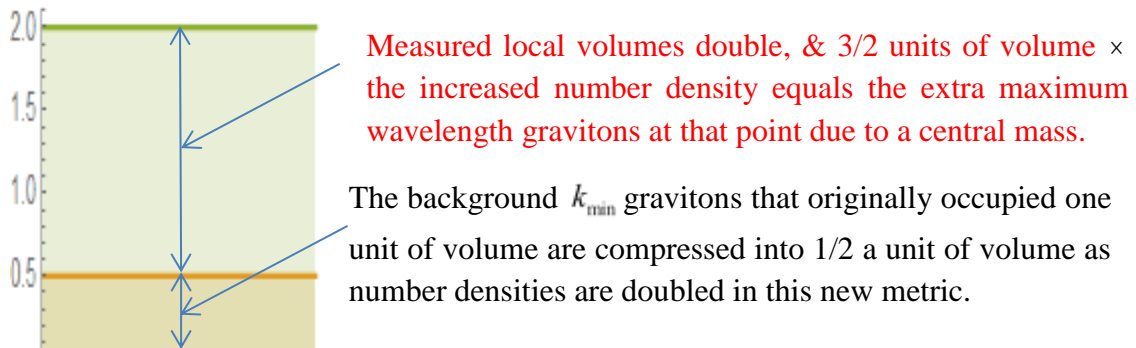 2.0
Measured local volumes double, & 3/2 units of volume ×
the increased number density equals the extra maximum
wavelength gravitons at that point due to a central mass.
1.5
1.0
The background k_min gravitons that originally occupied one
unit of volume are compressed into 1/2 a unit of volume as
number densities are doubled in this new metric.
0.5